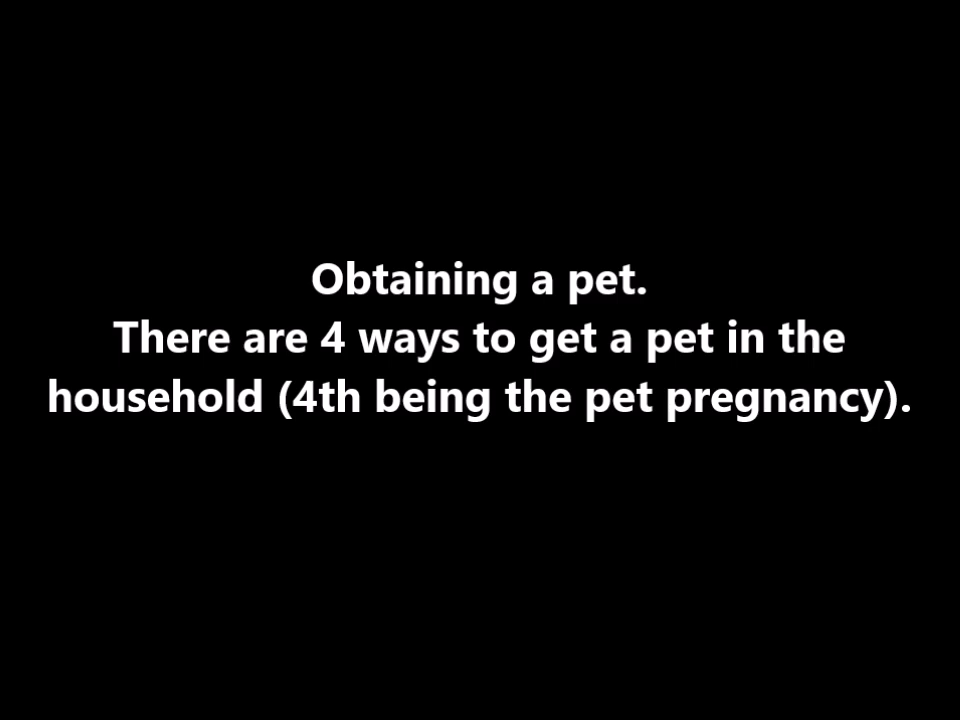 Obtaining a pet.
There are 4 ways to get a pet in the
household (4th being the pet pregnancy).